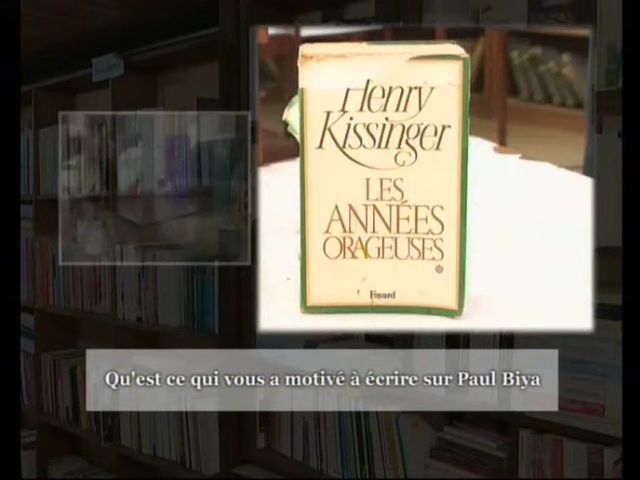 Henry
Kissinger
LES
ANNÉES
ORAGEUSES
*
Fayard
Qu'est ce qui vous a motivé à écrire sur Paul Biya